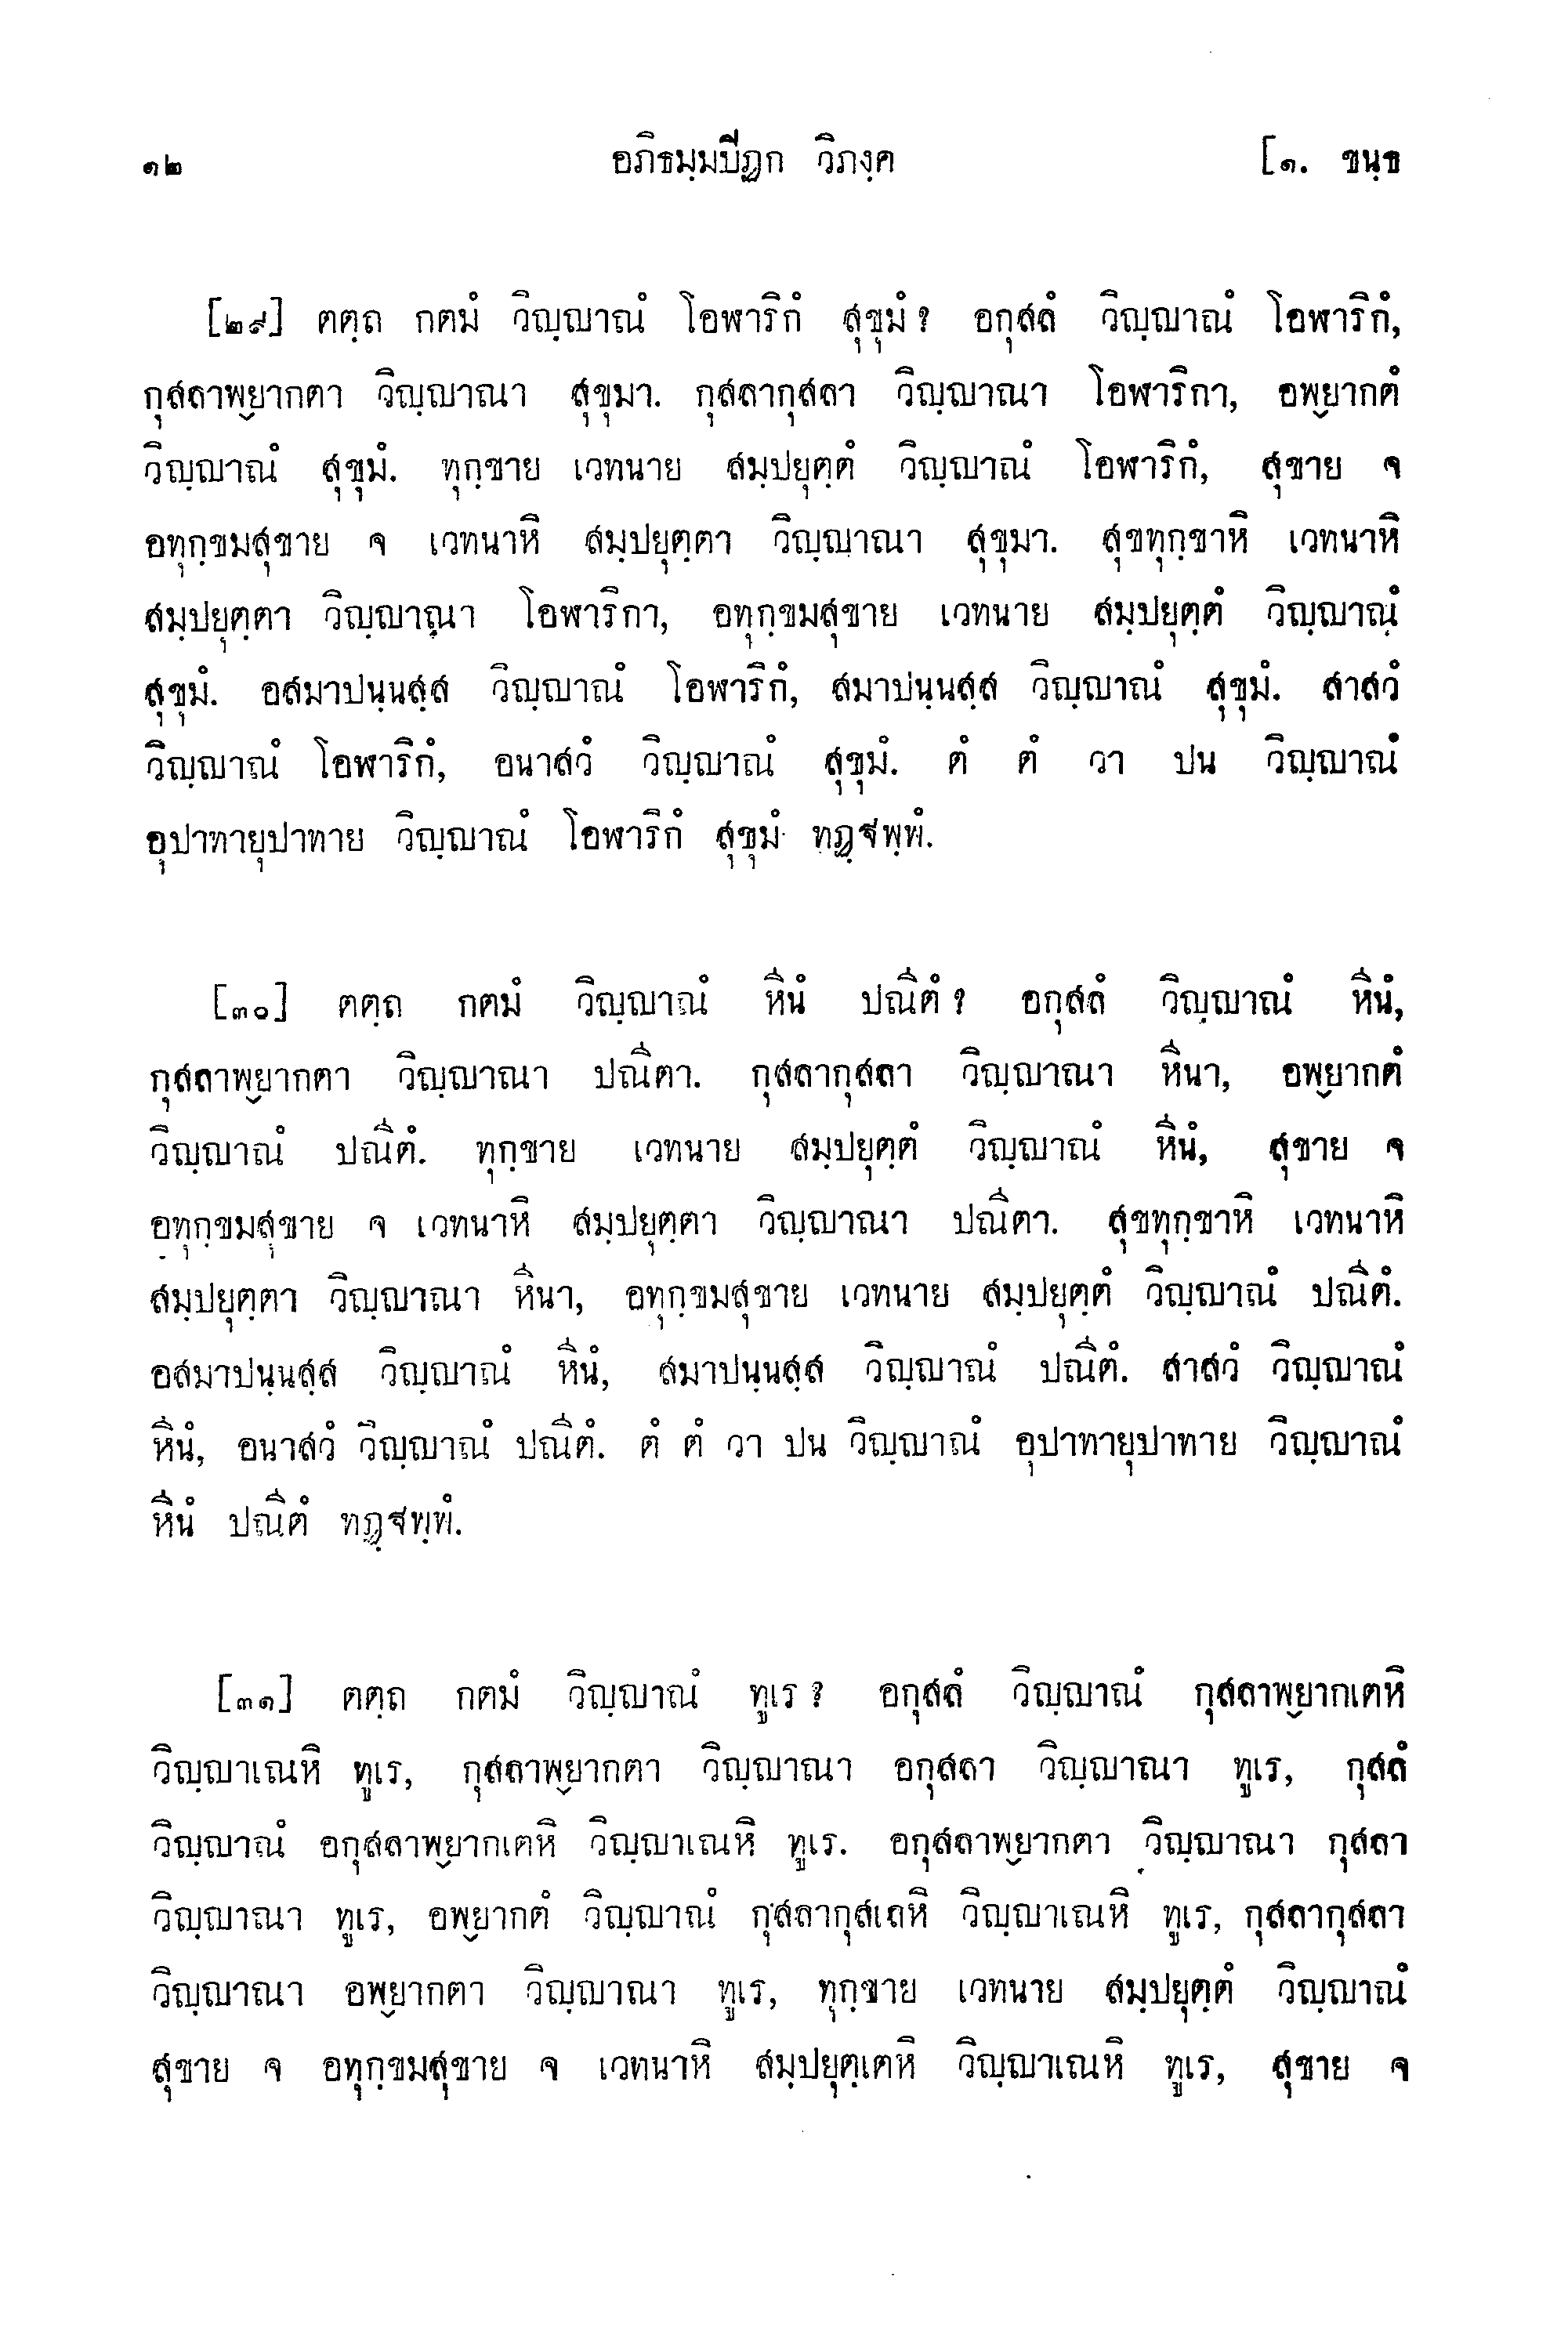 ๑๒ อภิธมฺมปิฏก วิภงฺค [๑. ขนฺธ
[๒๙] ตตฺถ กตมํ วิญฺญาณํ โอฬาริกํ สุขุมํ? อกุสลํ วิญฺญาณํ โอฬาริกํ,
กุสลาพฺยากตา วิญฺญาณา สุขุมา. กุสลากุสลา วิญฺญาณา โอฬาริกา, อพฺยากตํ
วิญฺญาณํ สุขุมํ. ทุกฺขาย เวทนาย สมฺปยุตฺตํ วิญฺญาณํ โอฬาริกํ, สุขาย จ
อทุกฺขมสุขาย จ เวทนาหิ สมฺปยุตฺตา วิญฺญาณา สุขุมา. สุขทุกฺขาหิ เวทนาหิ
สมฺปยุตฺตา วิญฺญาณา โอฬาริกา, อทุกฺขมสุขาย เวทนาย สมฺปยุตฺตํ วิญฺญาณํ
สุขุมํ. อสมาปนฺนสฺส วิญฺญาณํ โอฬาริกํ, สมาปนฺนสฺส วิญฺญาณํ สุขุมํ. สาสวํ
วิญฺญาณํ โอฬาริกํ, อนาสวํ วิญฺญาณํ สุขุมํ. ตํ ตํ วา ปน วิญฺญาณํ
อุปาทายุปาทาย วิญฺญาณํ โอฬาริกํ สุขุมํ ทฏฺฐพฺพํ.
[๓๐] ตตฺถ กตมํ วิญฺญาณํ หีนํ ปณีตํ? อกุสลํ วิญฺญาณํ หีนํ,
กุสลาพฺยากตา วิญฺญาณา ปณีตา. กุสลากุสลา วิญฺญาณา หีนา, อพฺยากตํ
วิญฺญาณํ ปณีตํ. ทุกฺขาย เวทนาย สมฺปยุตฺตํ วิญฺญาณํ หีนํ, สุขาย จ
อทุกฺขมสุขาย จ เวทนาหิ สมฺปยุตฺตา วิญฺญาณา ปณีตา. สุขทุกฺขาหิ เวทนาหิ
สมฺปยุตฺตา วิญฺญาณา หีนา, อทุกฺขมสุขาย เวทนาย สมฺปยุตฺตํ วิญฺญาณํ ปณีตํ.
อสมาปนฺนสฺส วิญฺญาณํ หีนํ, สมาปนฺนสฺส วิญฺญาณํ ปณีตํ. สาสวํ วิญฺญาณํ
หีนํ, อนาสวํ วิญฺญาณํ ปณีตํ. ตํ ตํ วา ปน วิญฺญาณํ อุปาทายุปาทาย วิญฺญาณํ
หีนํ ปณีตํ ทฏฺฐพฺพํ.
[๓๑] ตตฺถ กตมํ วิญฺญาณํ ทูเร? อกุสลํ วิญฺญาณํ กุสลาพฺยากเตหิ
วิญฺญาเณหิ ทูเร, กุสลาพฺยากตา วิญฺญาณา อกุสลา วิญฺญาณา ทูเร, กุสลํ
วิญฺญาณํ อกุสลาพฺยากเตหิ วิญฺญาเณหิ ทูเร. อกุสลาพฺยากตา วิญฺญาณา กุสลา
วิญฺญาณา ทูเร, อพฺยากตํ วิญฺญาณํ กุสลากุสเลหิ วิญฺญาเณหิ ทูเร, กุสลากุสลา
วิญฺญาณา อพฺยากตา วิญฺญาณา ทูเร, ทุกฺขาย เวทนาย สมฺปยุตฺตํ วิญฺญาณํ
สุขาย จ อทุกฺขมสุขาย จ เวทนาหิ สมฺปยุตฺเตหิ วิญฺญาเณหิ ทูเร, สุขาย จ